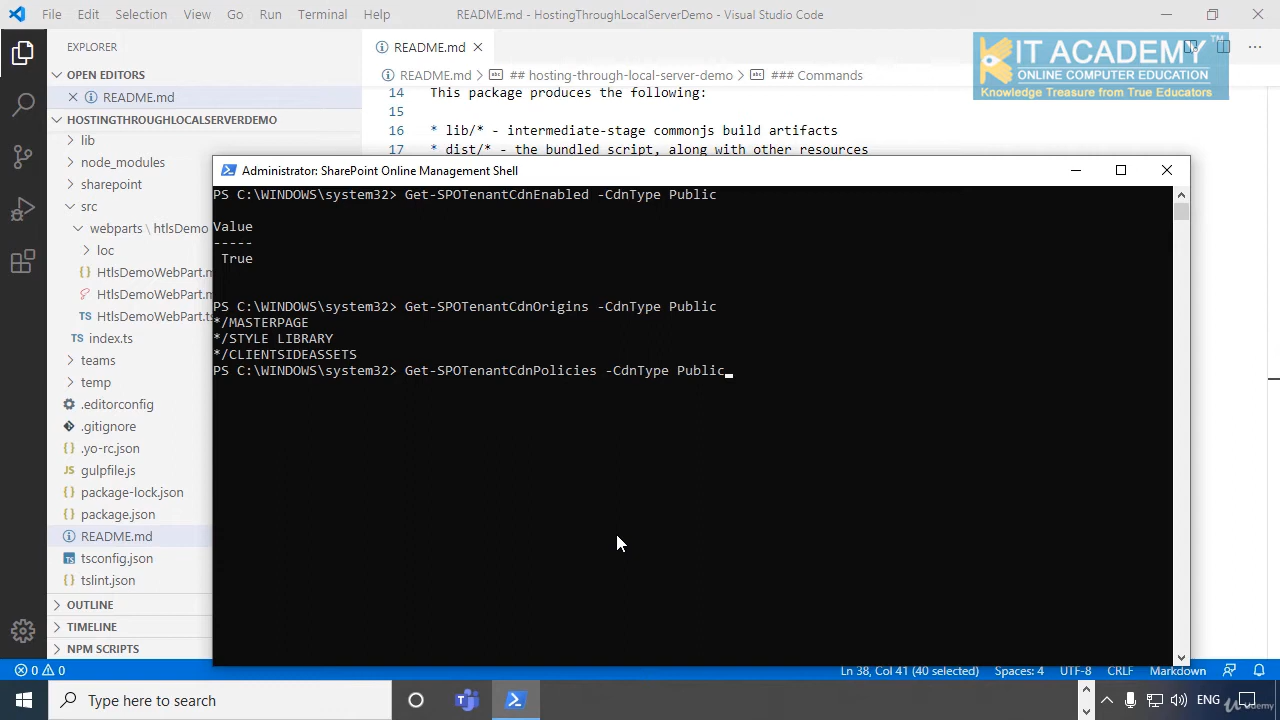 File Edit Selection View Go Run Terminal Help README.md - HostingThroughLocalServerDemo - Visual Studio Code
EXPLORER
OPEN EDITORS
README.md
HOSTINGTHROUGHLOCALSERVERDEMO
lib
node_modules
sharepoint
src
webparts \ htlsDemo
loc
HtlsDemoWebPart.m
HtlsDemoWebPart.m
HtlsDemoWebPart.ts
index.ts
teams
temp
.editorconfig
.gitignore
.yo-rc.json
gulpfile.js
package-lock.json
package.json
README.md
tsconfig.json
tslint.json
OUTLINE
TIMELINE
NPM SCRIPTS
README.md
README.md > ## hosting-through-local-server-demo > ### Commands
14 This package produces the following:
15
16 * lib/* - intermediate-stage commonjs build artifacts
17 * dist/* - the bundled script, along with other resources
KIT ACADEMY TM
ONLINE COMPUTER EDUCATION
Knowledge Treasure from True Educators
Administrator: SharePoint Online Management Shell
PS C:\WINDOWS\system32> Get-SPOTenantCdnEnabled -CdnType Public
Value
-----
True
PS C:\WINDOWS\system32> Get-SPOTenantCdnOrigins -CdnType Public
*/MASTERPAGE
*/STYLE LIBRARY
*/CLIENTSIDEASSETS
PS C:\WINDOWS\system32> Get-SPOTenantCdnPolicies -CdnType Public_
0 0 Ln 38, Col 41 (40 selected) Spaces: 4 UTF-8 CRLF Markdown
Type here to search
ENG
Udemy